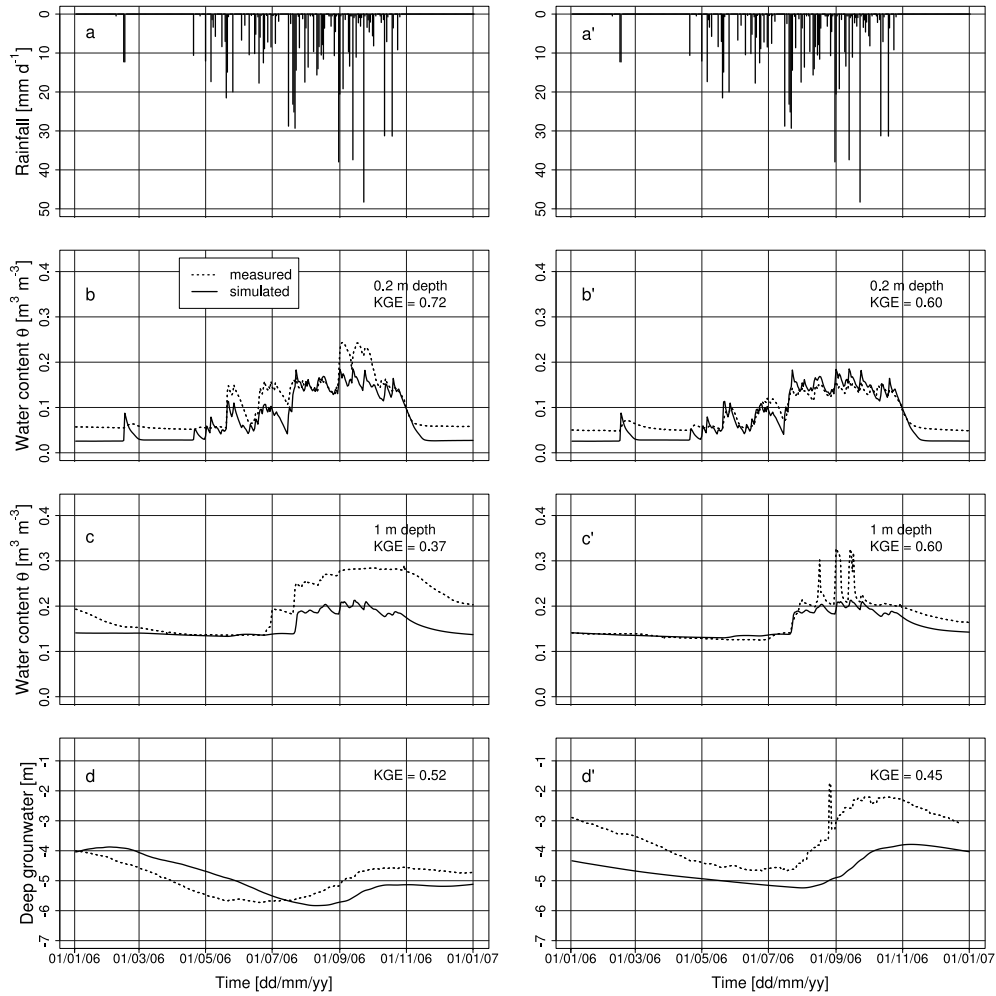 a
Rainfall [mm d-1]
0
10
20
30
40
50
a'
0
10
20
30
40
50
b
measured
simulated
0.2 m depth
KGE = 0.72
Water content θ [m³ m-³]
0.0
0.1
0.2
0.3
0.4
b'
0.2 m depth
KGE = 0.60
0.0
0.1
0.2
0.3
0.4
c
1 m depth
KGE = 0.37
Water content θ [m³ m-³]
0.0
0.1
0.2
0.3
0.4
c'
1 m depth
KGE = 0.60
0.0
0.1
0.2
0.3
0.4
d
KGE = 0.52
Deep grounwater [m]
-1
-2
-3
-4
-5
-6
-7
01/01/06 01/03/06 01/05/06 01/07/06 01/09/06 01/11/06 01/01/07
Time [dd/mm/yy]
d'
KGE = 0.45
-1
-2
-3
-4
-5
-6
-7
01/01/06 01/03/06 01/05/06 01/07/06 01/09/06 01/11/06 01/01/07
Time [dd/mm/yy]